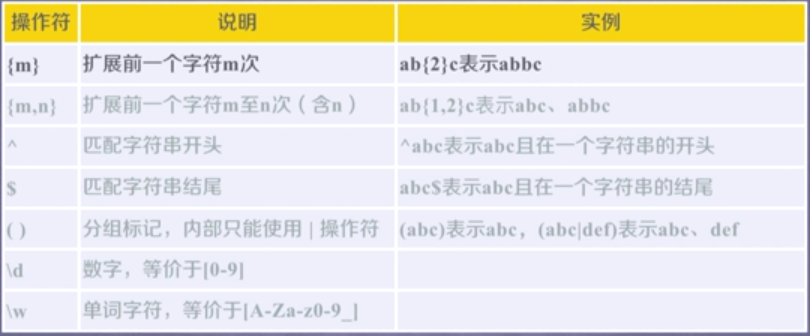 操作符 说明 实例
{m} 扩展前一个字符m次 ab{2}c表示abbc
{m,n} 扩展前一个字符m至n次（含n） ab{1,2}c表示abc、abbc
^ 匹配字符串开头 ^abc表示abc且在一个字符串的开头
$ 匹配字符串结尾 abc$表示abc且在一个字符串的结尾
( ) 分组标记，内部只能使用 | 操作符 (abc)表示abc，(abc|def)表示abc、def
\d 数字，等价于[0-9]
\w 单词字符，等价于[A-Za-z0-9_]